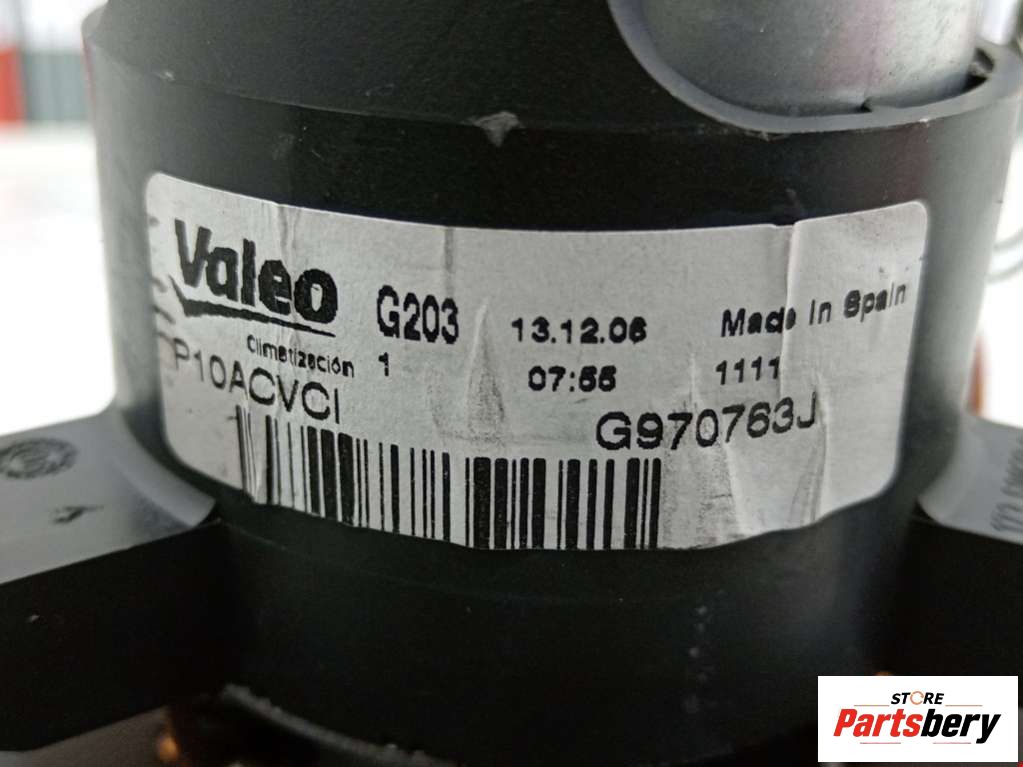 Valeo G203 13.12.06 Made In Spain
Climatización 1 07:55 1111
P10ACVCI G970763J
STORE
Partsbery